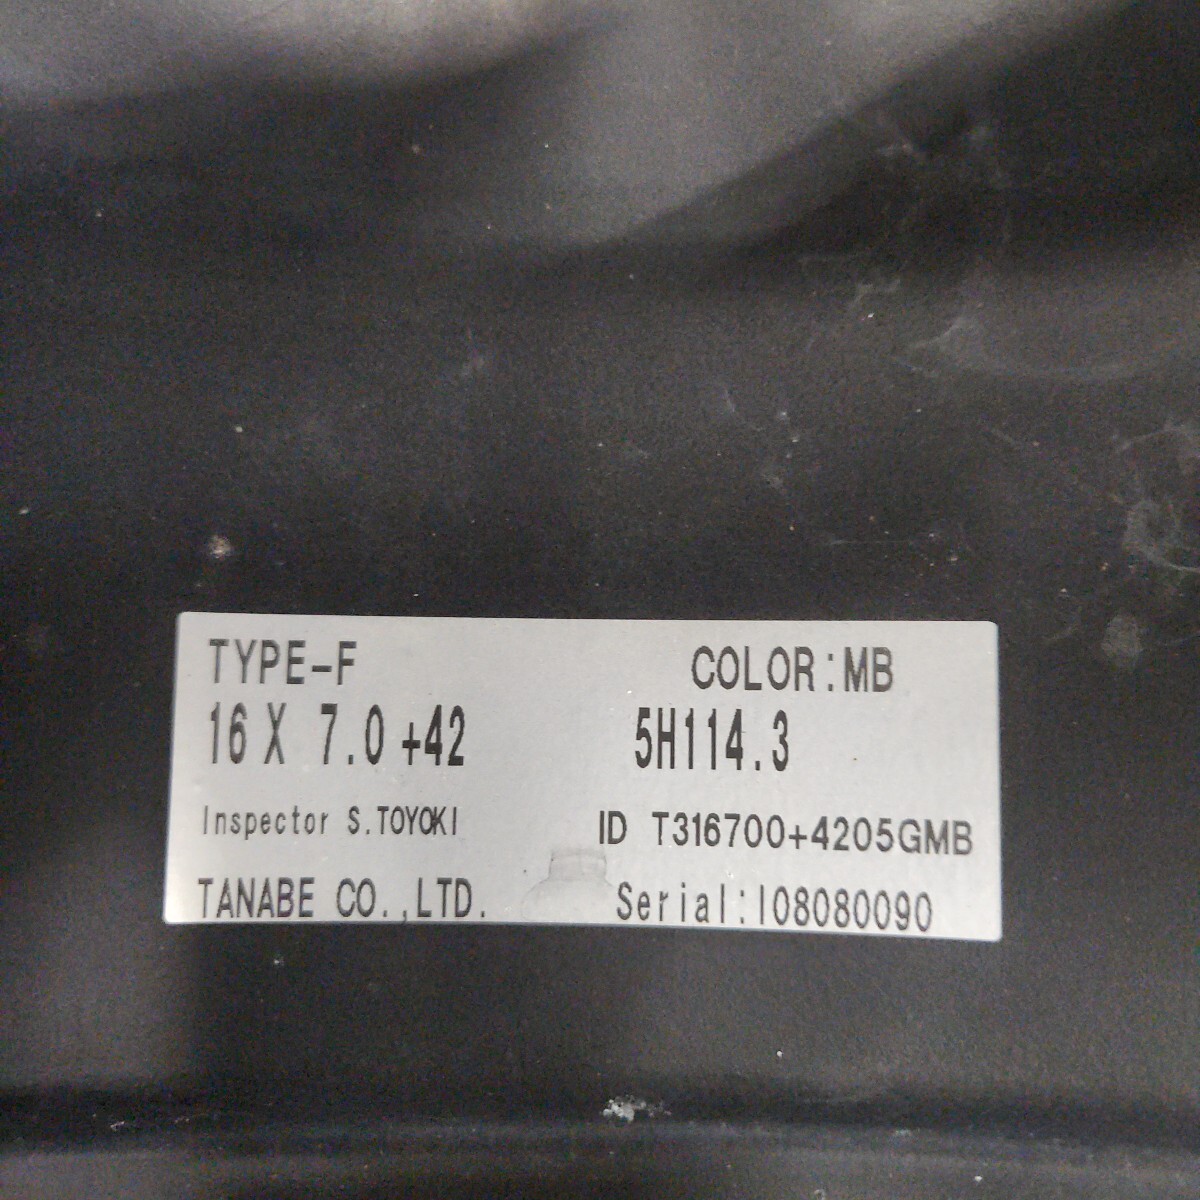 TYPE-F COLOR:MB
16 X 7.0 +42 5H114.3
Inspector S.TOYOKI ID T316700+4205GMB
TANABE CO.,LTD. Serial:I08080090